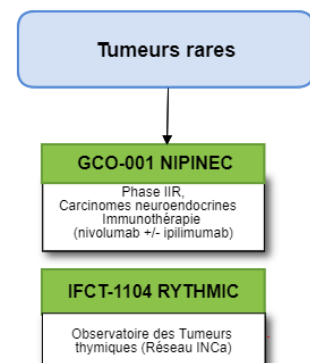 Tumeurs rares
GCO-001 NIPINEC
Phase IIR,
Carcinomes neuroendocrines
Immunothérapie
(nivolumab +/- ipilimumab)
IFCT-1104 RYTHMIC
Observatoire des Tumeurs
thymiques (Réseau INCa)